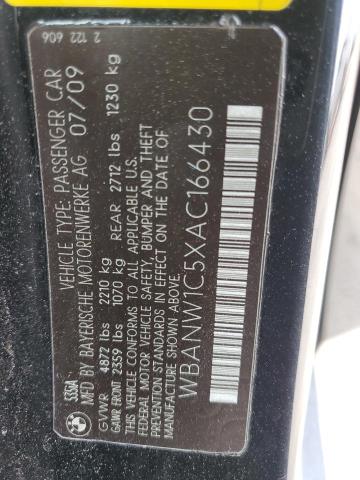 VEHICLE TYPE: PASSENGER CAR
MFD BY BAYERISCHE MOTORENWERKE AG 07/09
GVWR 4872 lbs 2210 kg
GAWR FRONT 2359 lbs 1070 kg REAR 2712 lbs 1230 kg
THIS VEHICLE CONFORMS TO ALL APPLICABLE U.S.
FEDERAL MOTOR VEHICLE SAFETY, BUMPER AND THEFT
PREVENTION STANDARDS IN EFFECT ON THE DATE OF
MANUFACTURE SHOWN ABOVE.
WBANW1C5XAC166430
2 122 606